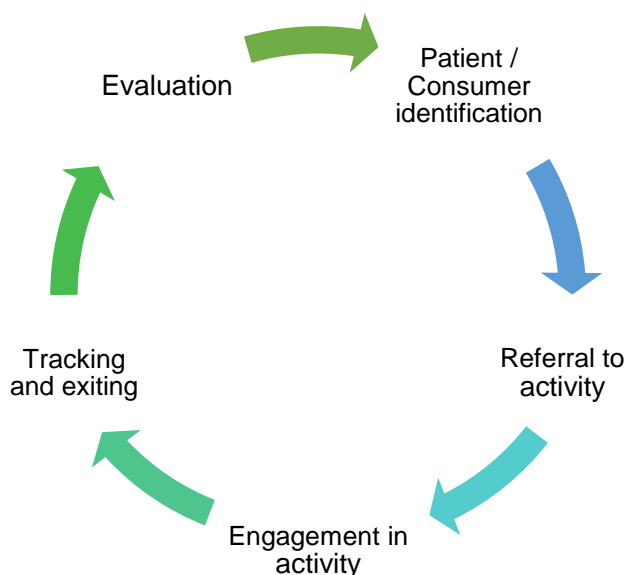 Patient /
Consumer
identification
Referral to
activity
Engagement in
activity
Tracking
and exiting
Evaluation